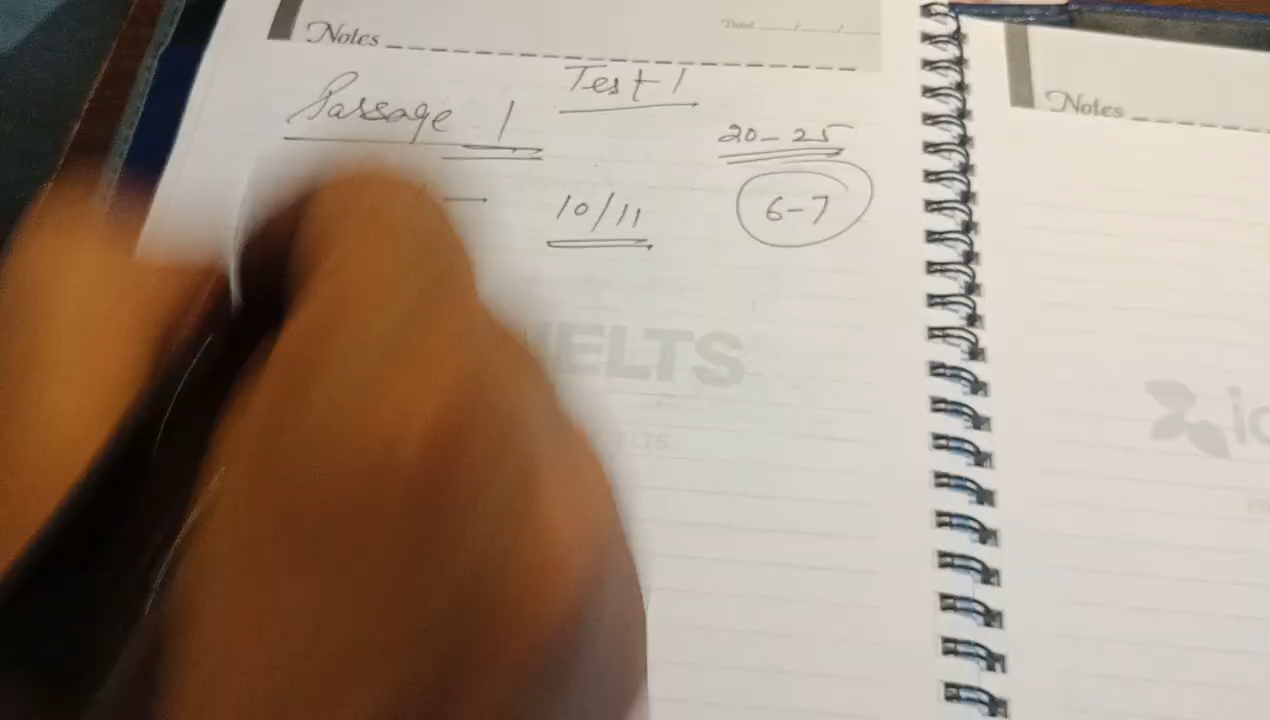 Notes
Test 1
Passage 1
20-25
10/11
6-7
IELTS
Notes